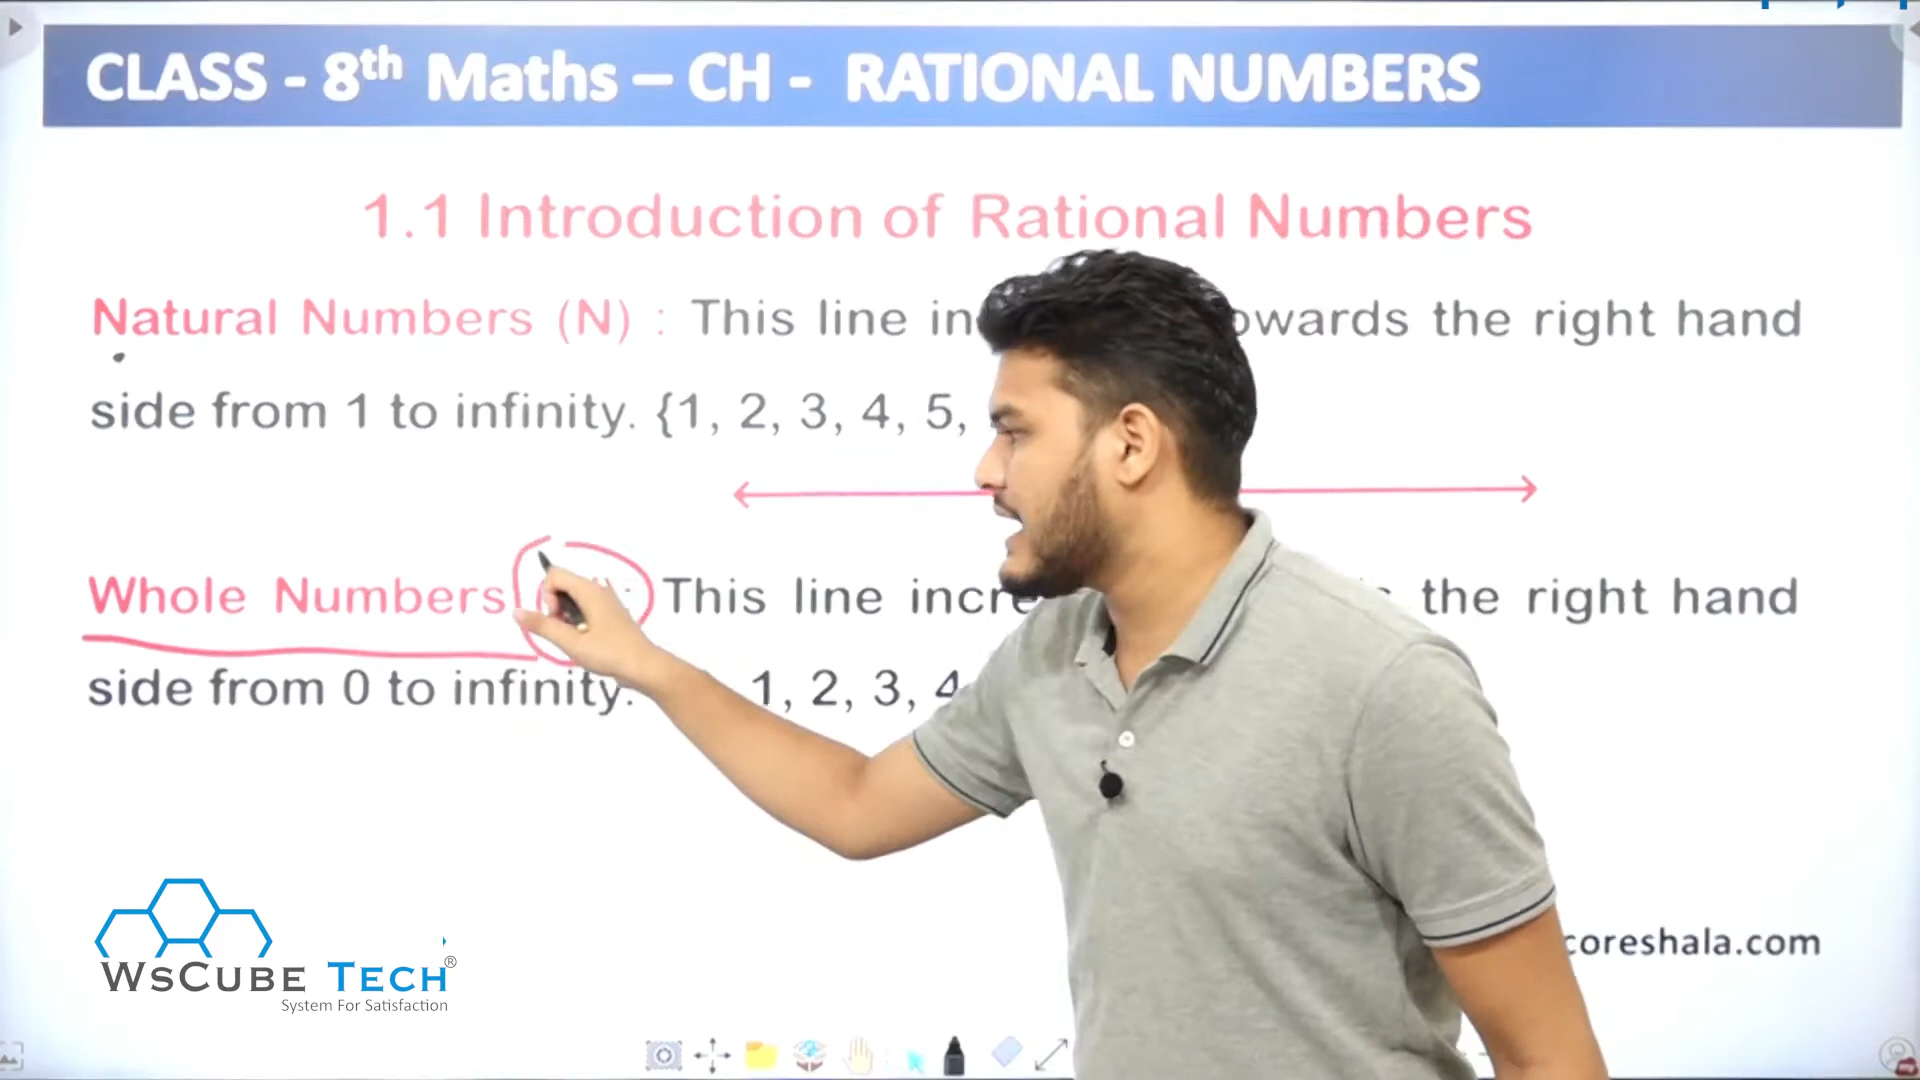 CLASS - 8th Maths – CH - RATIONAL NUMBERS
1.1 Introduction of Rational Numbers
Natural Numbers (N) : This line in owards the right hand
side from 1 to infinity. {1, 2, 3, 4, 5,
Whole Numbers : This line incre the right hand
side from 0 to infinity. 1, 2, 3, 4
coreshala.com
WSCUBE TECH®
System For Satisfaction